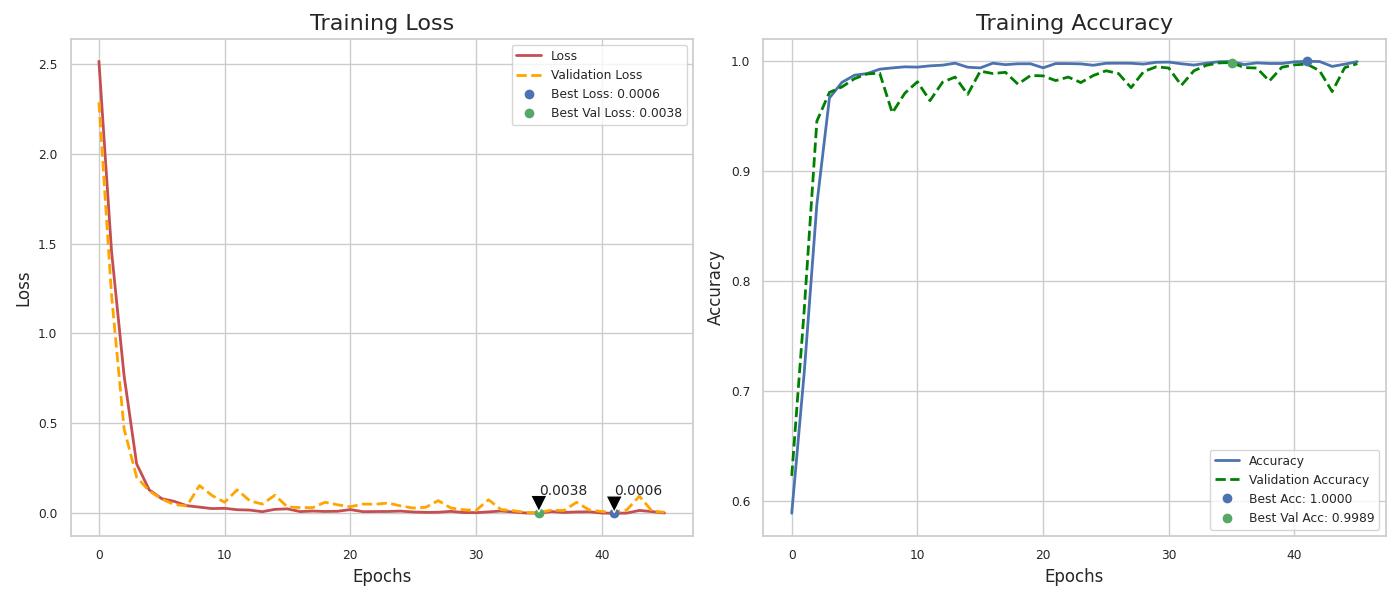 Training Loss
2.5
2.0
1.5
1.0
0.5
0.0
Loss
Loss
Validation Loss
Best Loss: 0.0006
Best Val Loss: 0.0038
0.0038
0.0006
0
10
20
30
40
Epochs
Training Accuracy
1.0
0.9
0.8
0.7
0.6
Accuracy
Accuracy
Validation Accuracy
Best Acc: 1.0000
Best Val Acc: 0.9989
0
10
20
30
40
Epochs